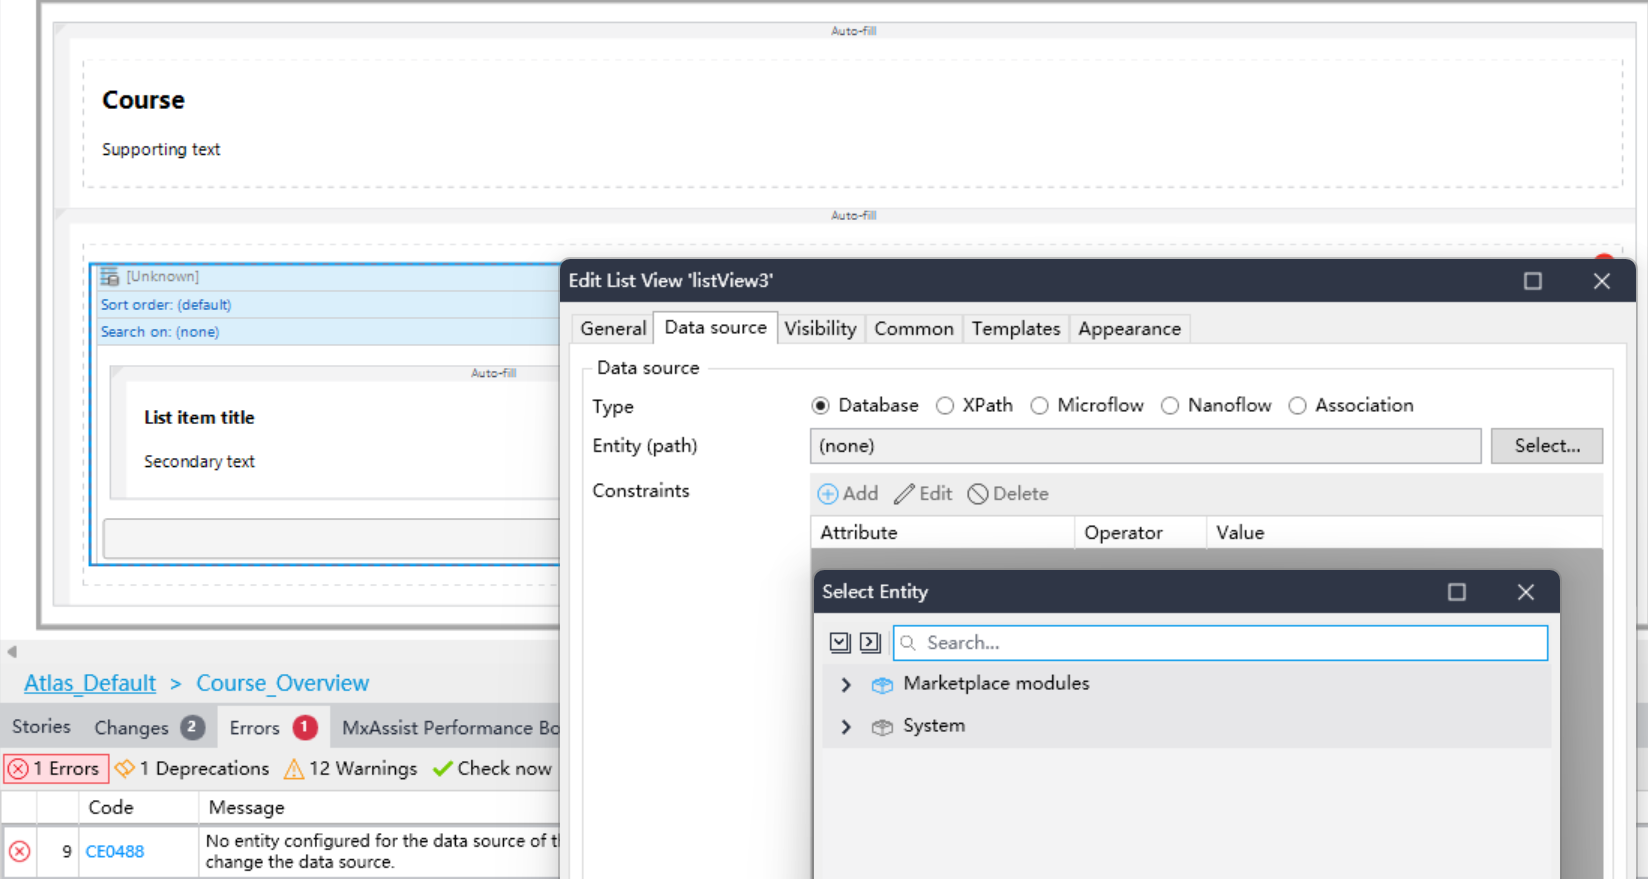 Auto-fill
Course
Supporting text
Auto-fill
[Unknown]
Sort order: (default)
Search on: (none)
Auto-fill
List item title
Secondary text
Edit List View 'listView3'
General Data source Visibility Common Templates Appearance
Data source
Type Database XPath Microflow Nanoflow Association
Entity (path) (none) Select...
Constraints Add Edit Delete
Attribute Operator Value
Select Entity
Search...
Marketplace modules
System
Atlas_Default > Course_Overview
Stories Changes 2 Errors 1 MxAssist Performance Bo
1 Errors 1 Deprecations 12 Warnings Check now
Code Message
9 CE0488 No entity configured for the data source of
change the data source.